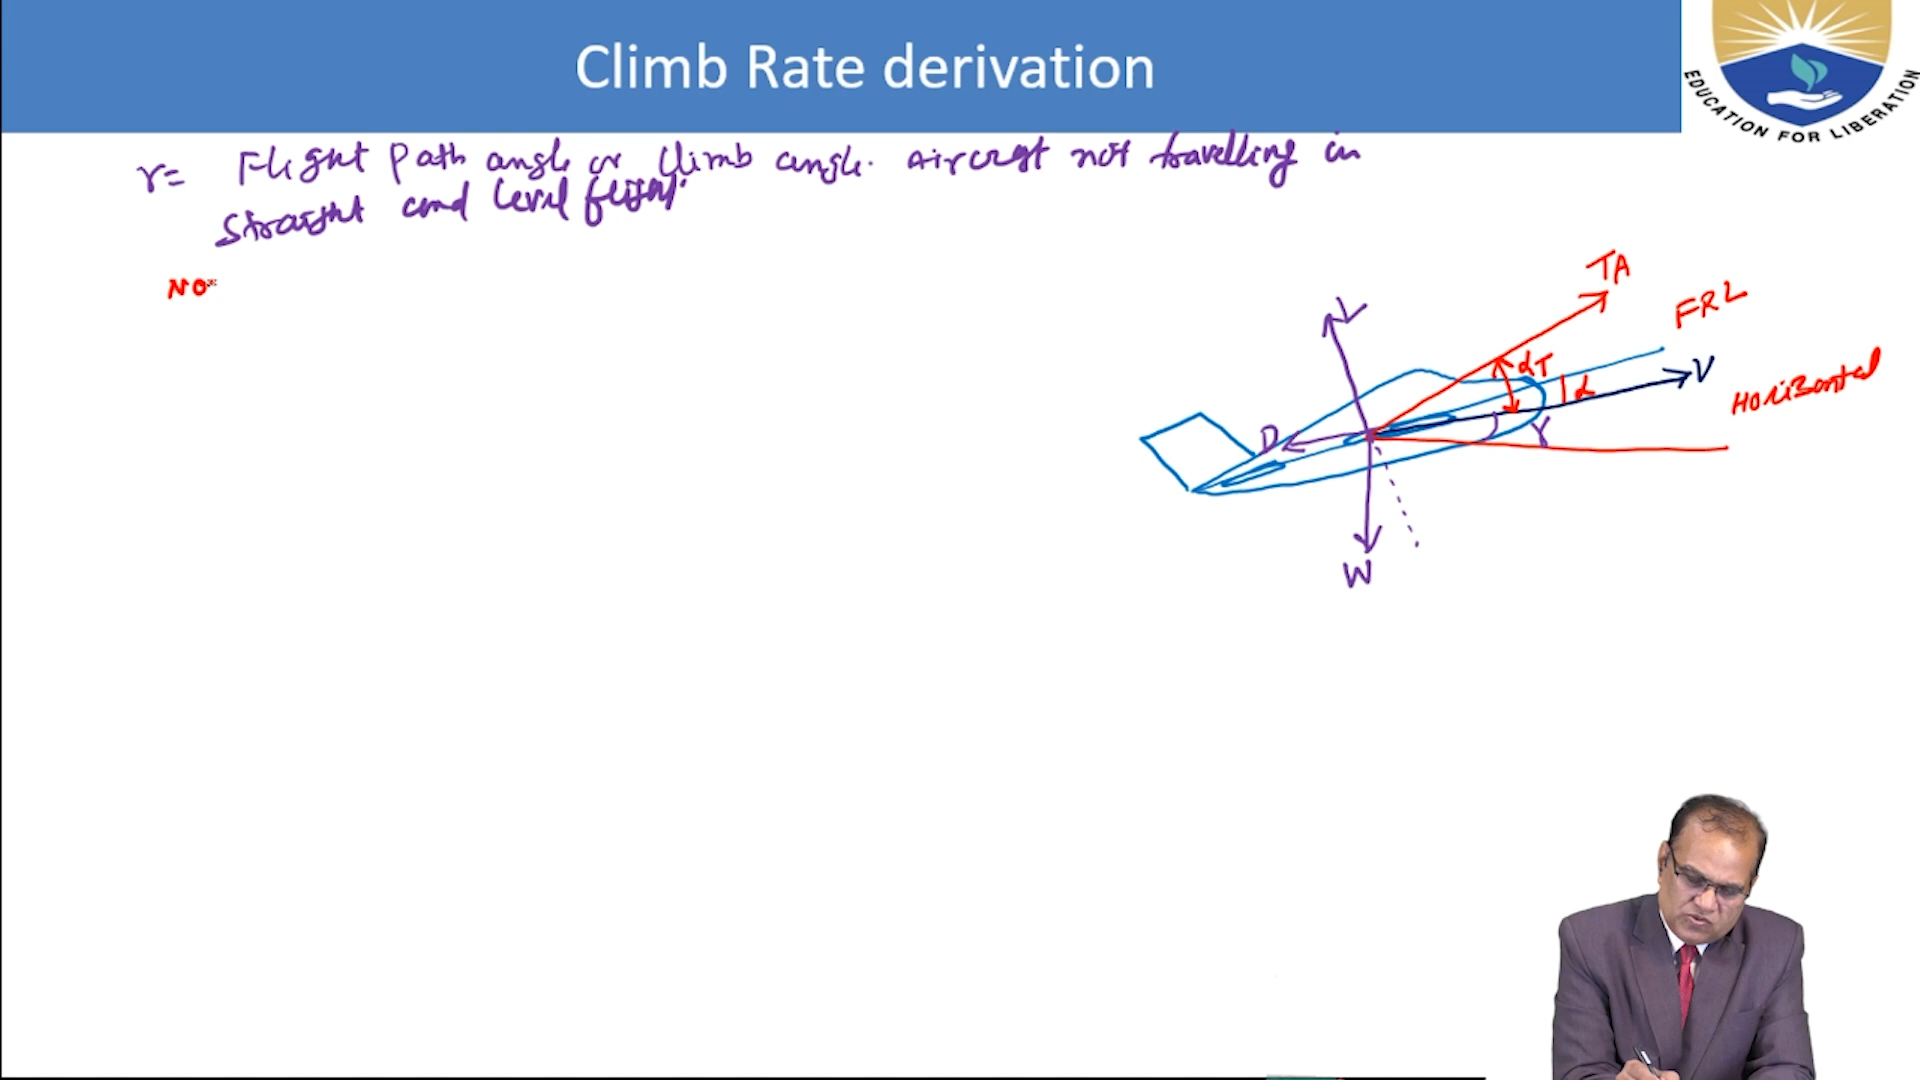 Climb Rate derivation
EDUCATION FOR LIBERATION
γ = Flight Path angle or Climb angle. Aircraft not travelling in
straight and level flight.
NO
TA
FRL
L
αT
V
α
Horizontal
D
γ
W